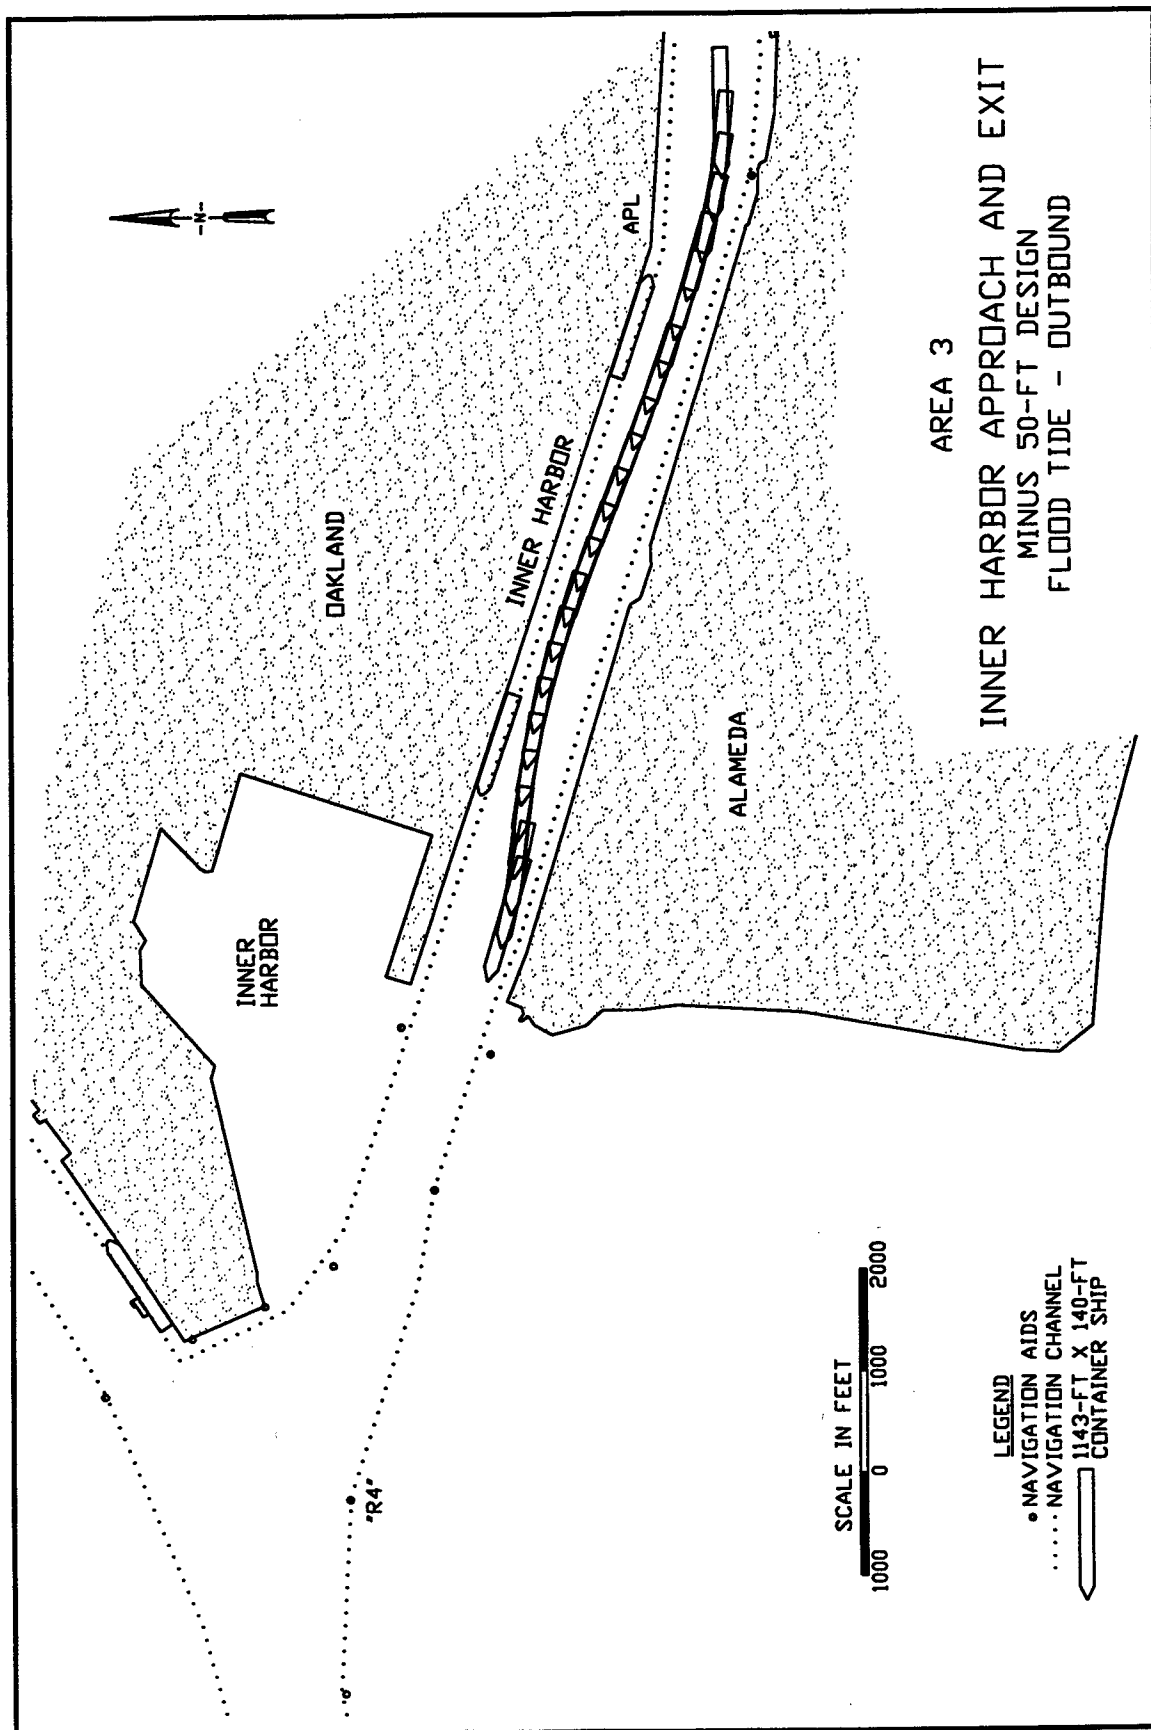 -N-
APL
OAKLAND
INNER HARBOR
INNER
HARBOR
ALAMEDA
"R4"
AREA 3
INNER HARBOR APPROACH AND EXIT
MINUS 50-FT DESIGN
FLOOD TIDE - OUTBOUND
SCALE IN FEET
1000 0 1000 2000
LEGEND
NAVIGATION AIDS
NAVIGATION CHANNEL
1143-FT X 140-FT
CONTAINER SHIP